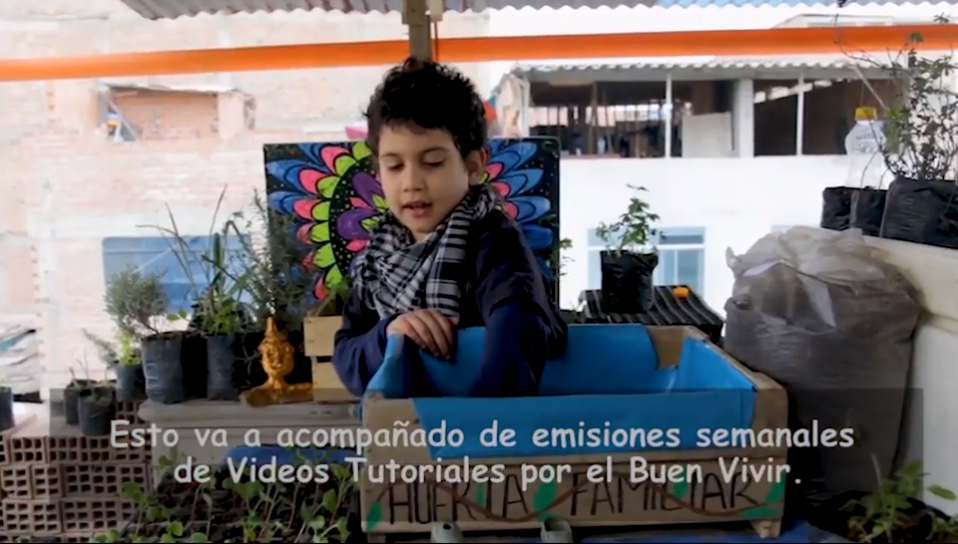 Esto va a acompañado de emisiones semanales
de Videos Tutoriales por el Buen Vivir.
HUERTA FAMILIAR